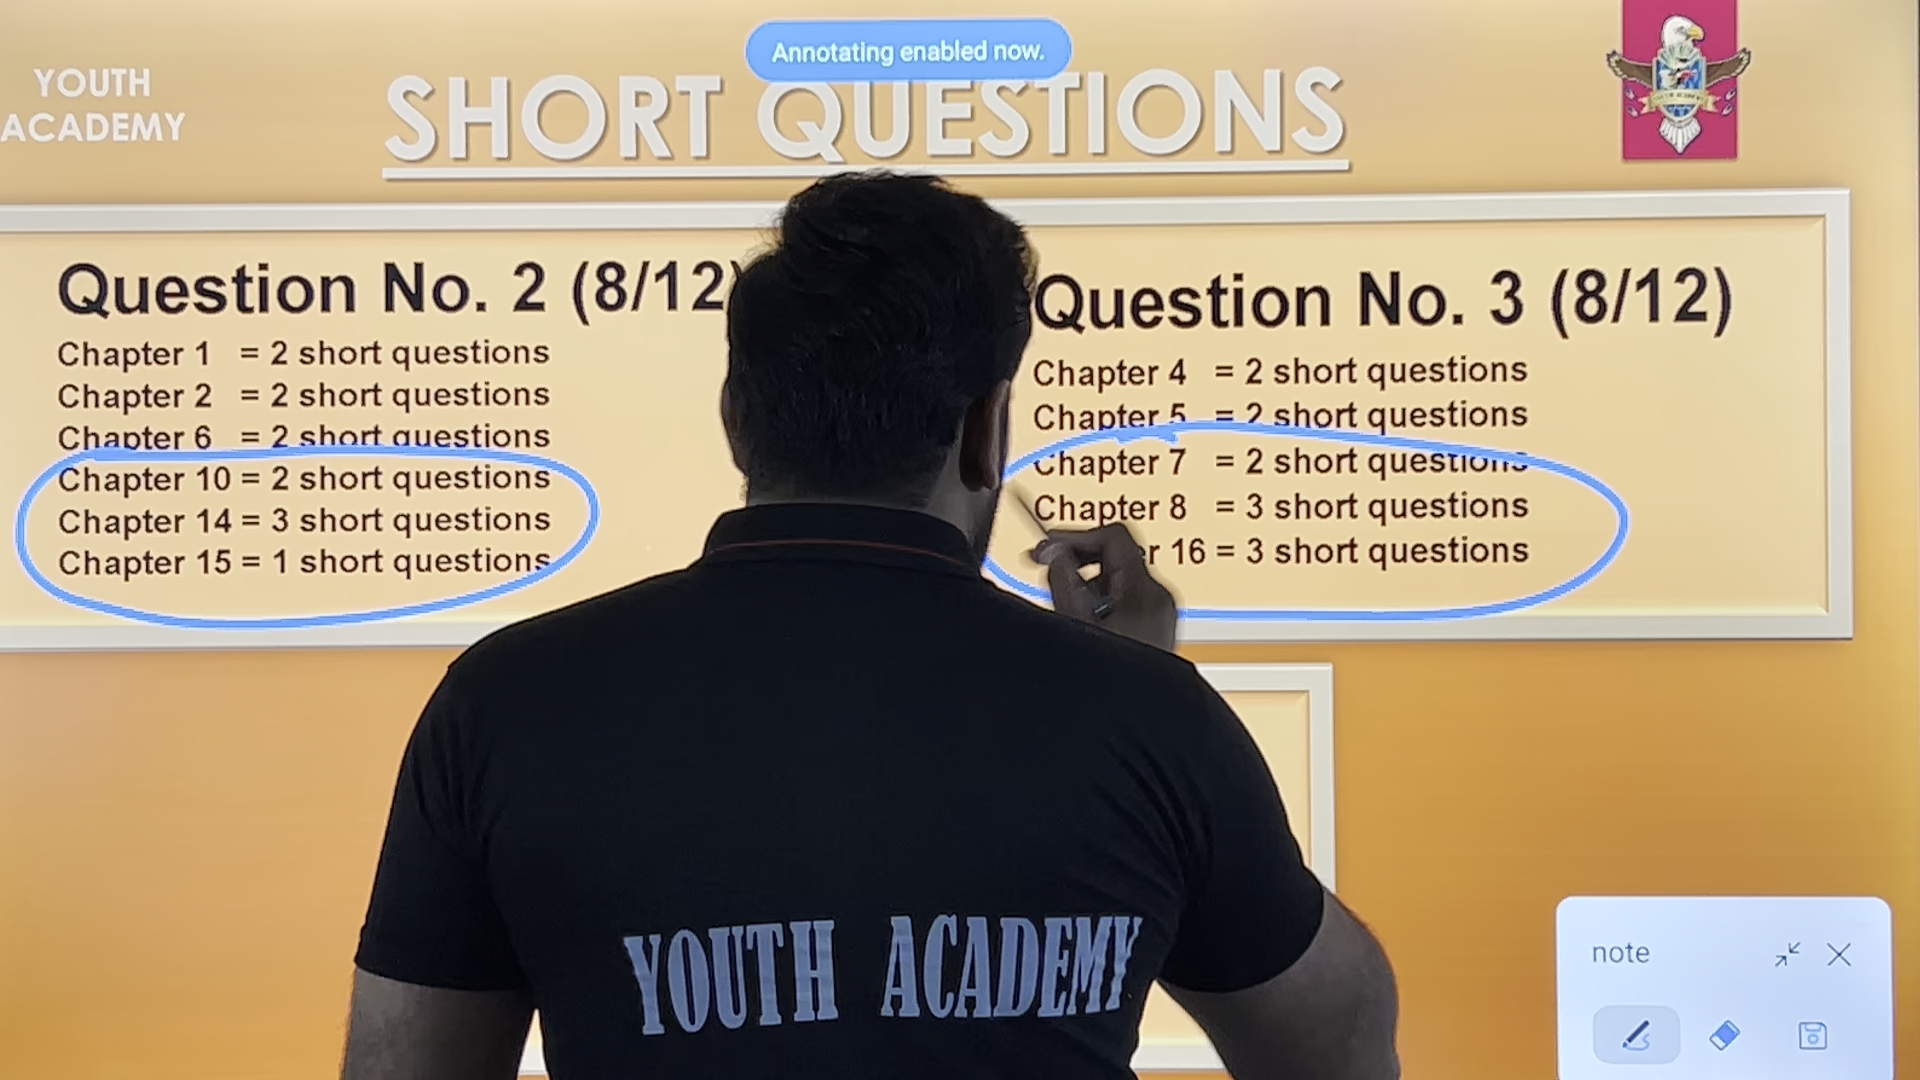 Annotating enabled now.
YOUTH
ACADEMY
SHORT QUESTIONS
Question No. 2 (8/12)
Chapter 1 = 2 short questions
Chapter 2 = 2 short questions
Chapter 6 = 2 short questions
Chapter 10 = 2 short questions
Chapter 14 = 3 short questions
Chapter 15 = 1 short questions
Question No. 3 (8/12)
Chapter 4 = 2 short questions
Chapter 5 = 2 short questions
Chapter 7 = 2 short questions
Chapter 8 = 3 short questions
r 16 = 3 short questions
YOUTH ACADEMY
note